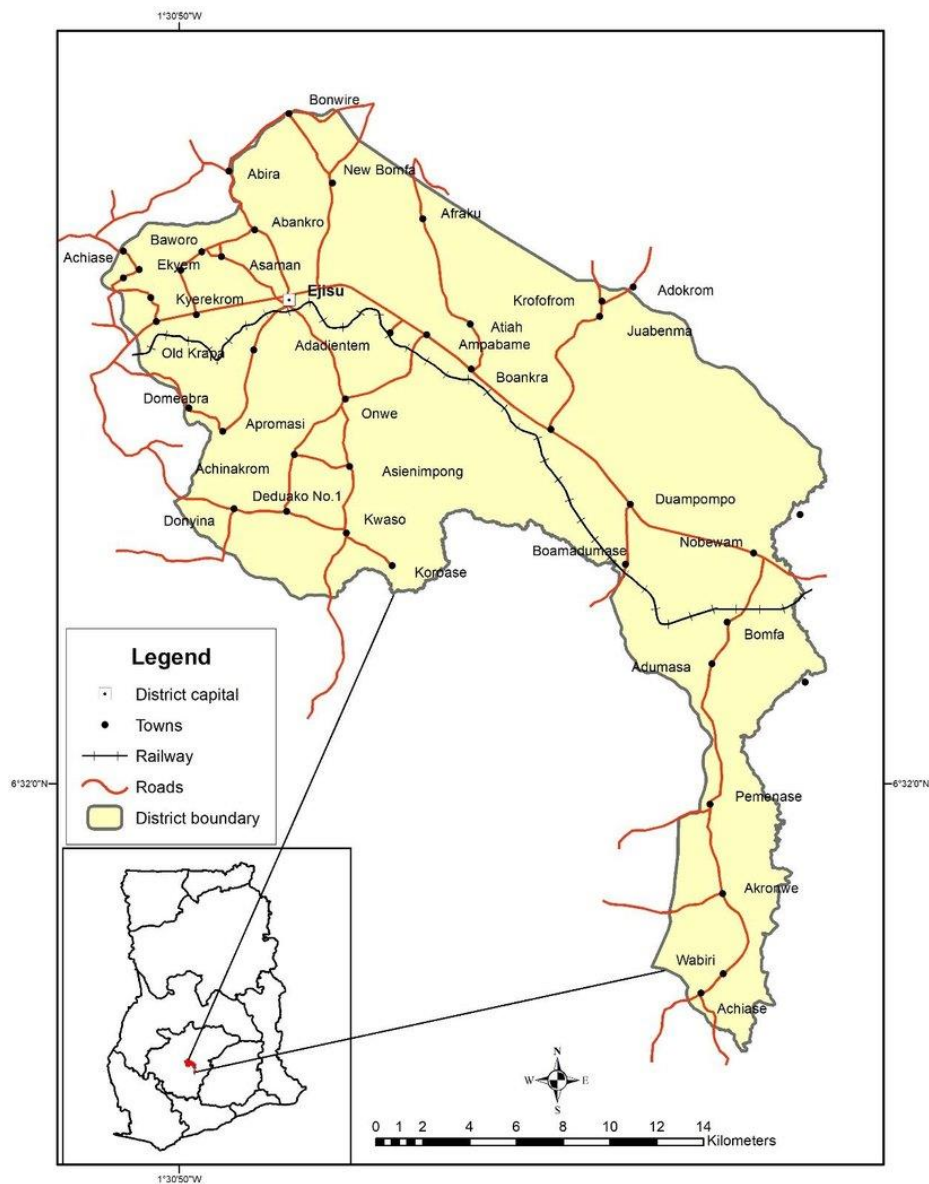 1°30'50"W
Bonwire
Abira
New Bomfa
Afraku
Abankro
Baworo
Achiase
Ekyem
Asaman
Ejisu
Kyerekrom
Krofofrom
Adokrom
Juabenma
Atiah
Ampabame
Adadientem
Old Krapa
Boankra
Domeabra
Onwe
Apromasi
Achinakrom
Asienimpong
Deduako No.1
Donyina
Kwaso
Duampompo
Nobewam
Boamadumase
Koroase
Bomfa
Adumasa
Legend
District capital
Towns
Railway
Roads
District boundary
6°32'0"N
6°32'0"N
Pemenase
Akronwe
Wabiri
Achiase
N
W E
S
0 1 2 4 6 8 10 12 14
Kilometers
1°30'50"W